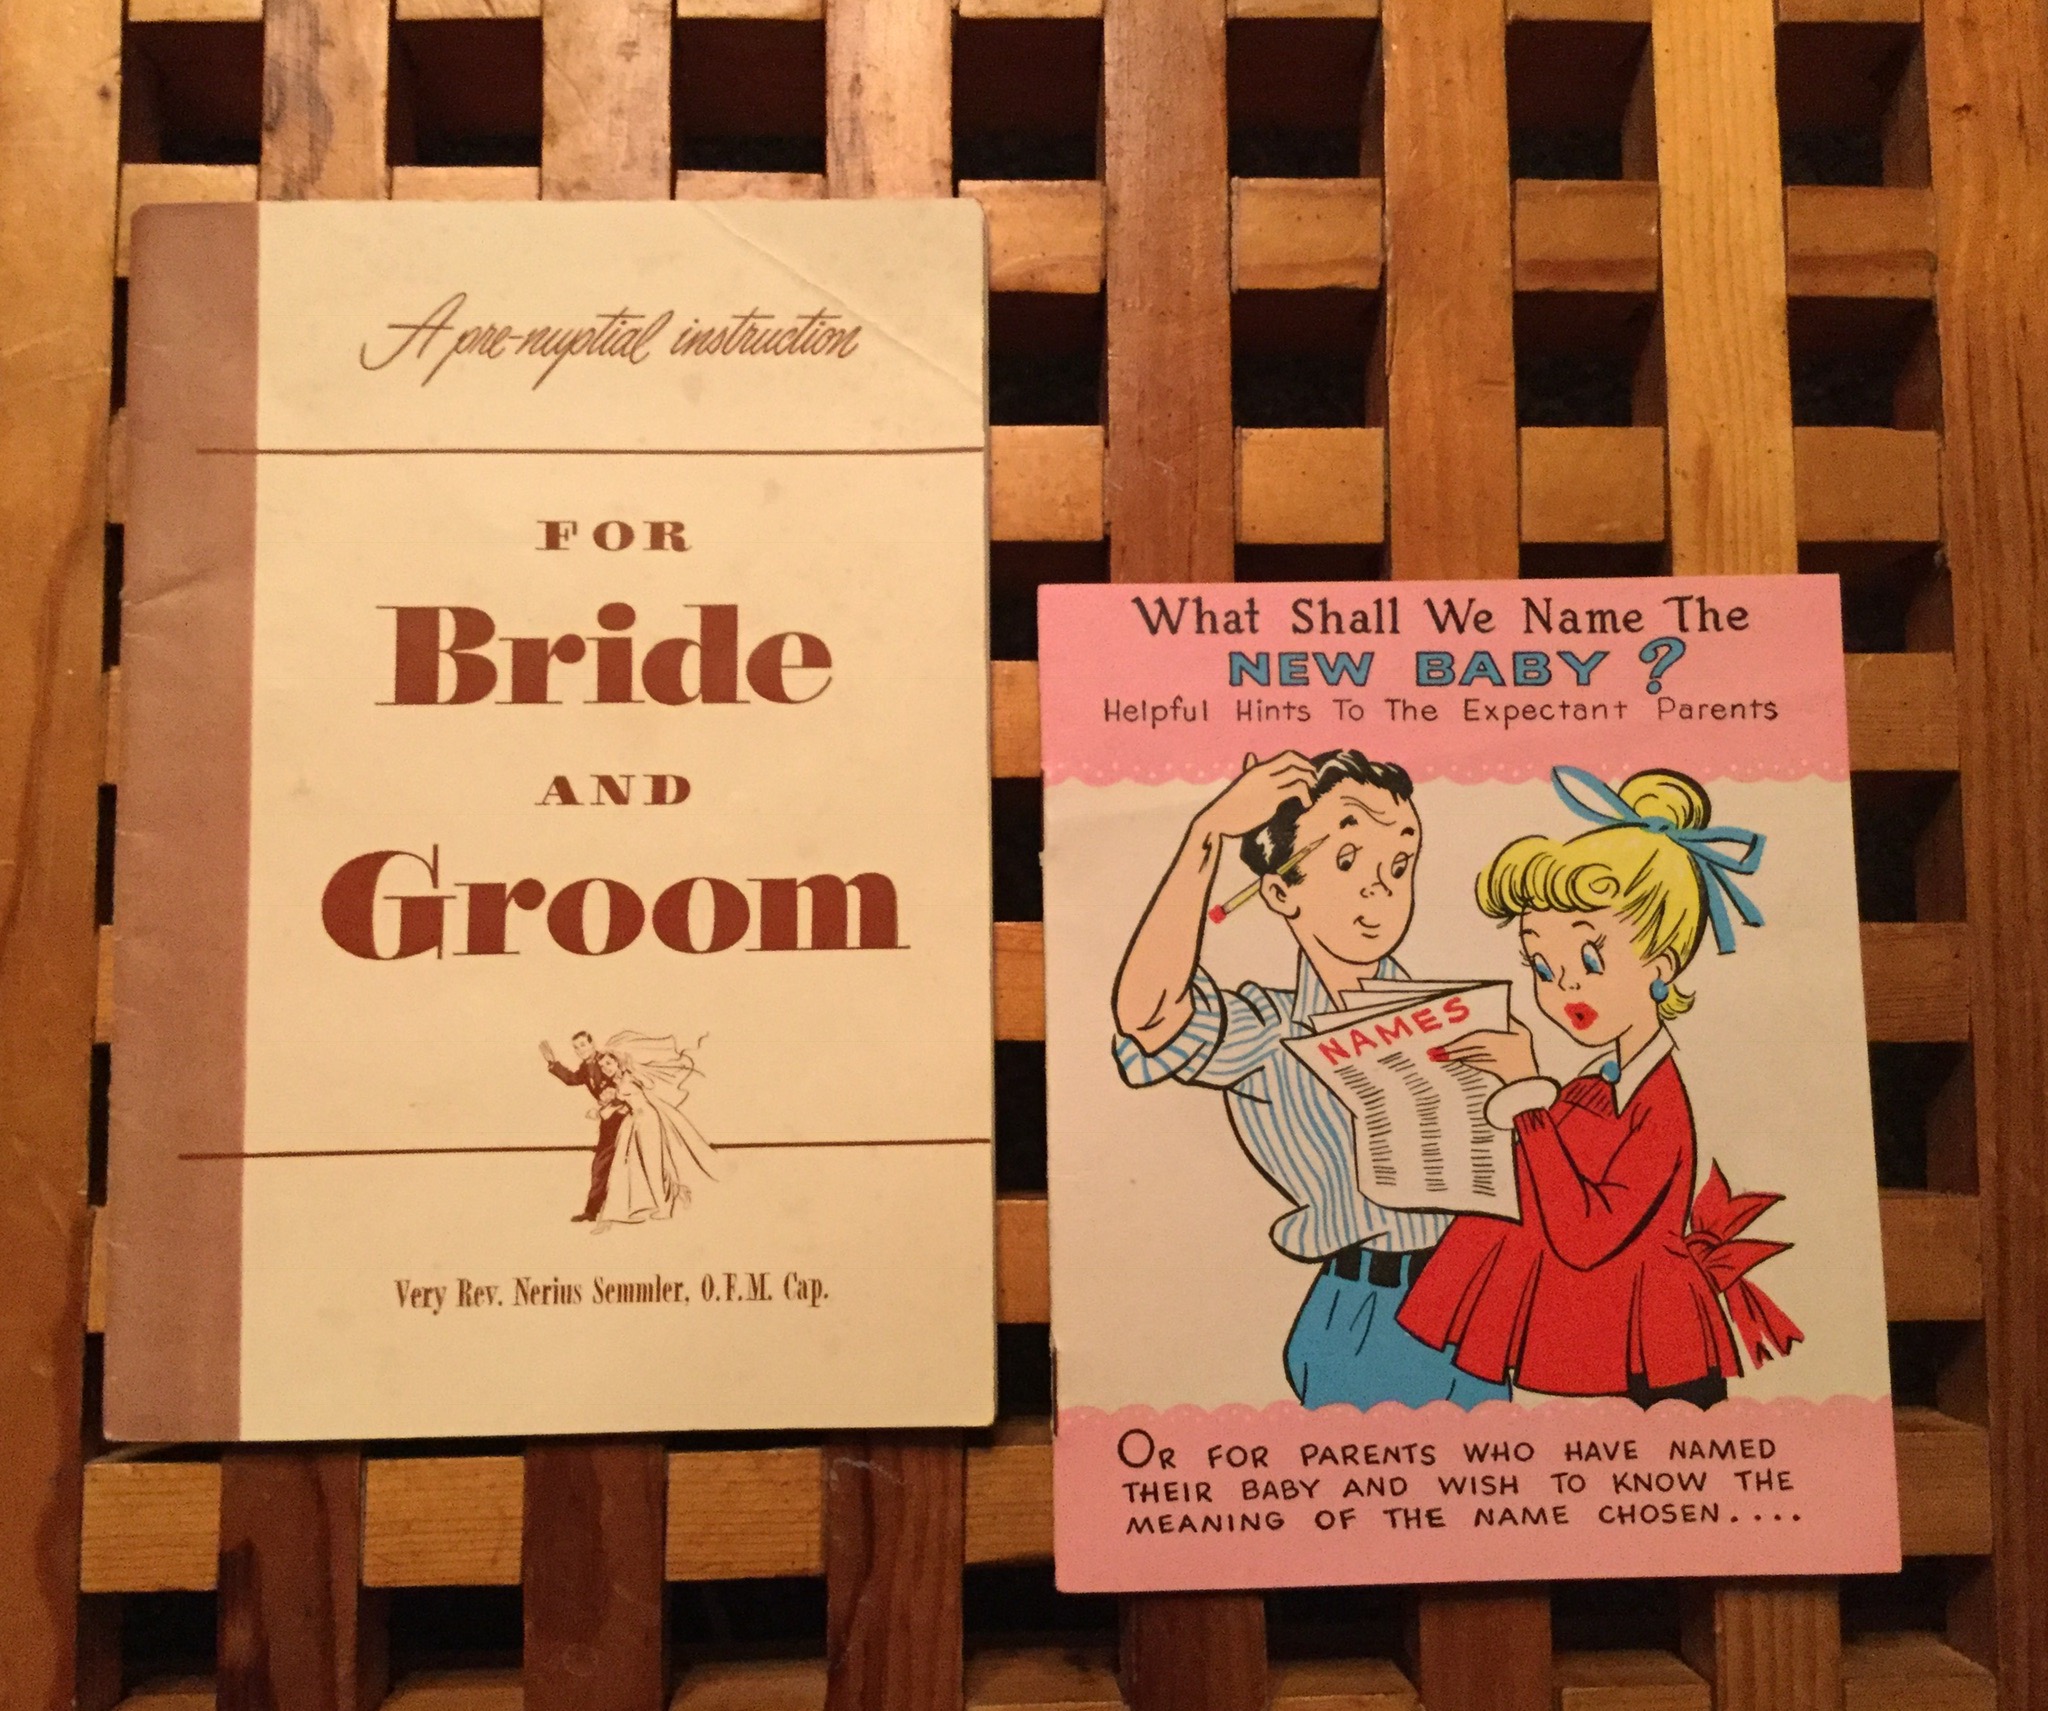 A pre-nuptial instruction
FOR
Bride
AND
Groom
Very Rev. Nerius Semmler, O.F.M. Cap.
What Shall We Name The
NEW BABY?
Helpful Hints To The Expectant Parents
NAMES
OR FOR PARENTS WHO HAVE NAMED
THEIR BABY AND WISH TO KNOW THE
MEANING OF THE NAME CHOSEN....